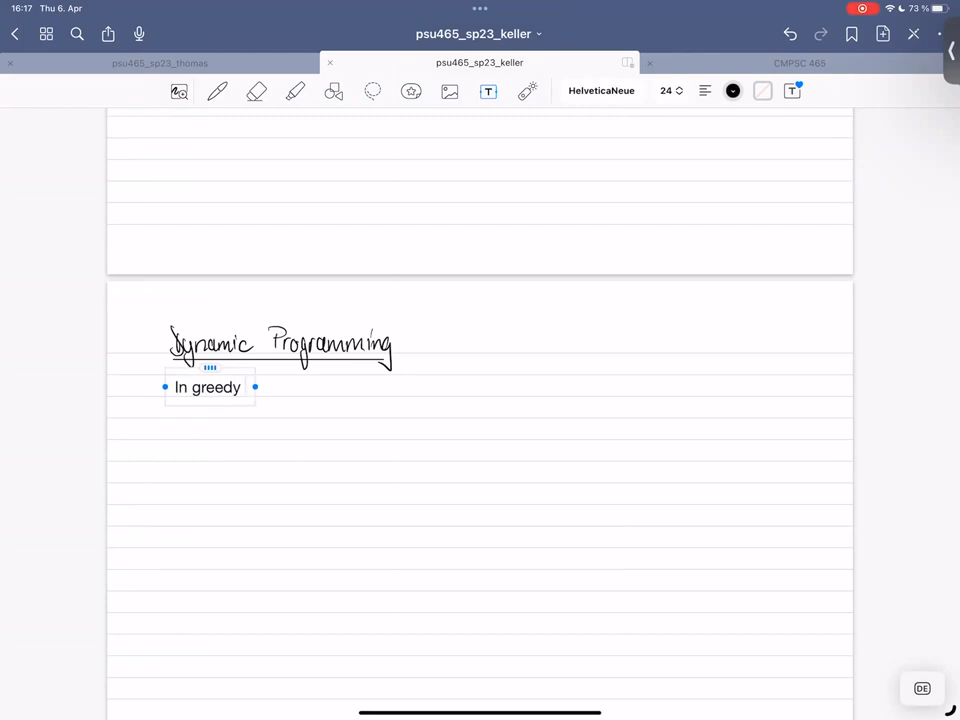 16:17 Thu 6. Apr 73 %
psu465_sp23_keller
psu465_sp23_thomas psu465_sp23_keller CMPSC 465
HelveticaNeue 24
Dynamic Programming
In greedy
DE